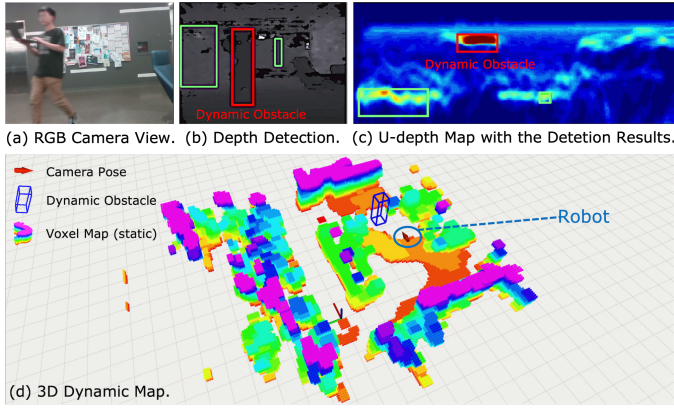 Dynamic Obstacle
Dynamic Obstacle
(a) RGB Camera View.
(b) Depth Detection.
(c) U-depth Map with the Detetion Results.
Camera Pose
Dynamic Obstacle
Voxel Map (static)
Robot
(d) 3D Dynamic Map.